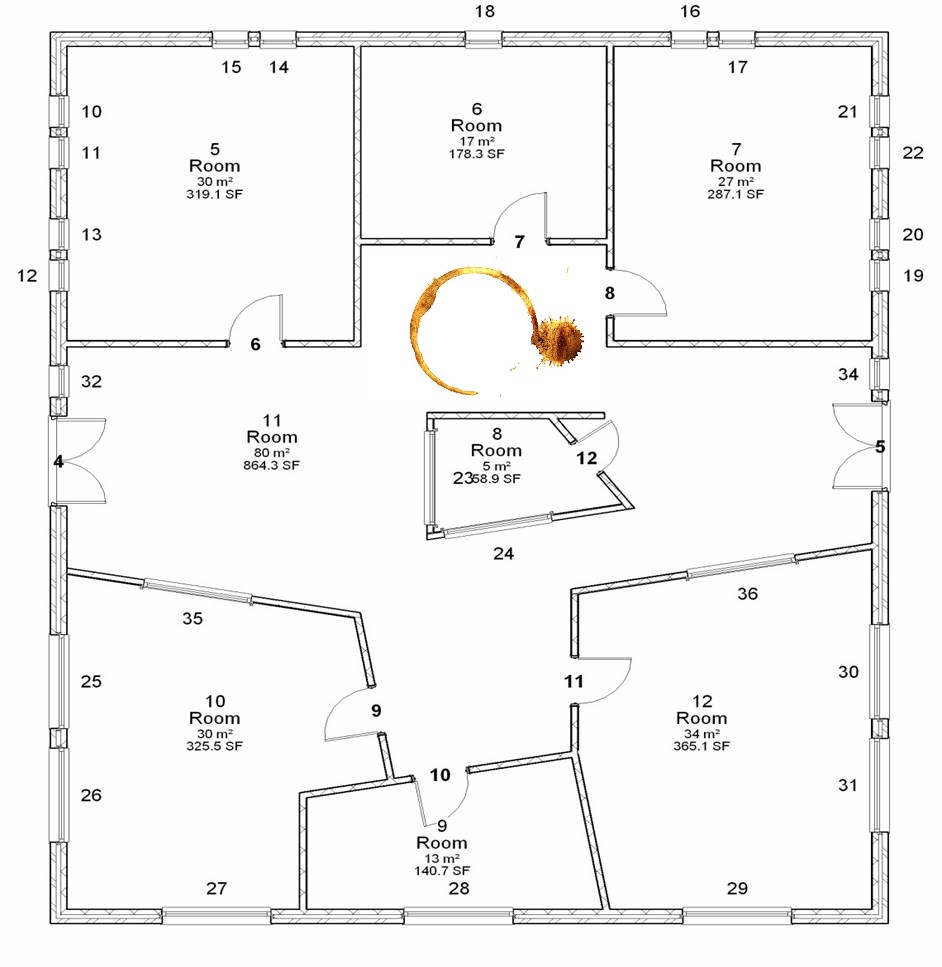 18
16
15
14
17
10
11
13
12
5
Room
30 m²
319.1 SF
6
Room
17 m²
178.3 SF
7
Room
27 m²
287.1 SF
21
22
20
19
7
8
6
32
34
4
5
11
Room
80 m²
864.3 SF
8
Room
5 m²
58.9 SF
23
12
24
35
36
25
26
10
Room
30 m²
325.5 SF
9
11
10
12
Room
34 m²
365.1 SF
30
31
9
Room
13 m²
140.7 SF
27
28
29